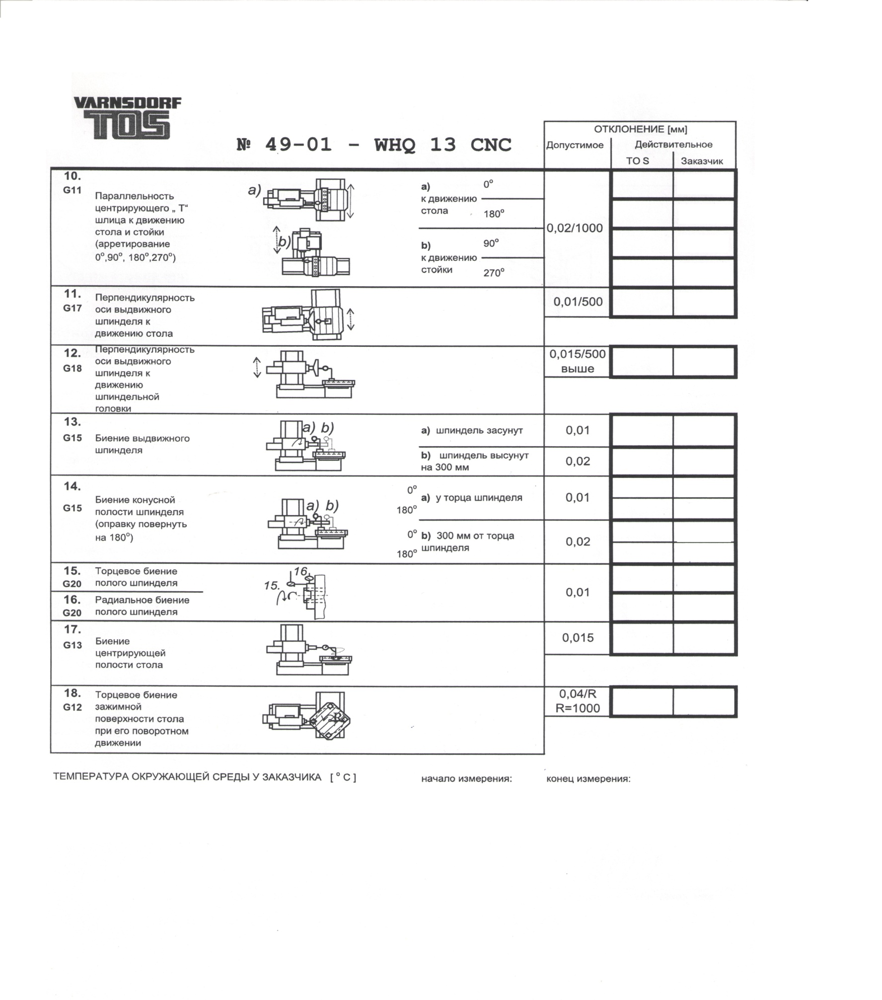 VARNSDORF
TOS
№ 49-01 - WHQ 13 CNC
ОТКЛОНЕНИЕ [мм]
Допустимое
Действительное
TO S
Заказчик
10.
G11
Параллельность
центрирующего „ Т“
шлица к движению
стола и стойки
(арретирование
0°,90°, 180°,270°)
a)
b)
a)
к движению
стола
0°
180°
b)
к движению
стойки
90°
270°
0,02/1000
11.
G17
Перпендикулярность
оси выдвижного
шпинделя к
движению стола
0,01/500
12.
G18
Перпендикулярность
оси выдвижного
шпинделя к
движению
шпиндельной
головки
0,015/500
выше
13.
G15
Биение выдвижного
шпинделя
a) b)
a) шпиндель засунут
0,01
b) шпиндель высунут
на 300 мм
0,02
14.
G15
Биение конусной
полости шпинделя
(оправку повернуть
на 180°)
a) b)
0°
180°
a) у торца шпинделя
0,01
0°
180°
b) 300 мм от торца
шпинделя
0,02
15.
G20
Торцевое биение
полого шпинделя
16
15.
0,01
16.
G20
Радиальное биение
полого шпинделя
17.
G13
Биение
центрирующей
полости стола
0,015
18.
G12
Торцевое биение
зажимной
поверхности стола
при его поворотном
движении
R
0,04/R
R=1000
ТЕМПЕРАТУРА ОКРУЖАЮЩЕЙ СРЕДЫ У ЗАКАЗЧИКА [ ° C ]
начало измерения:
конец измерения: